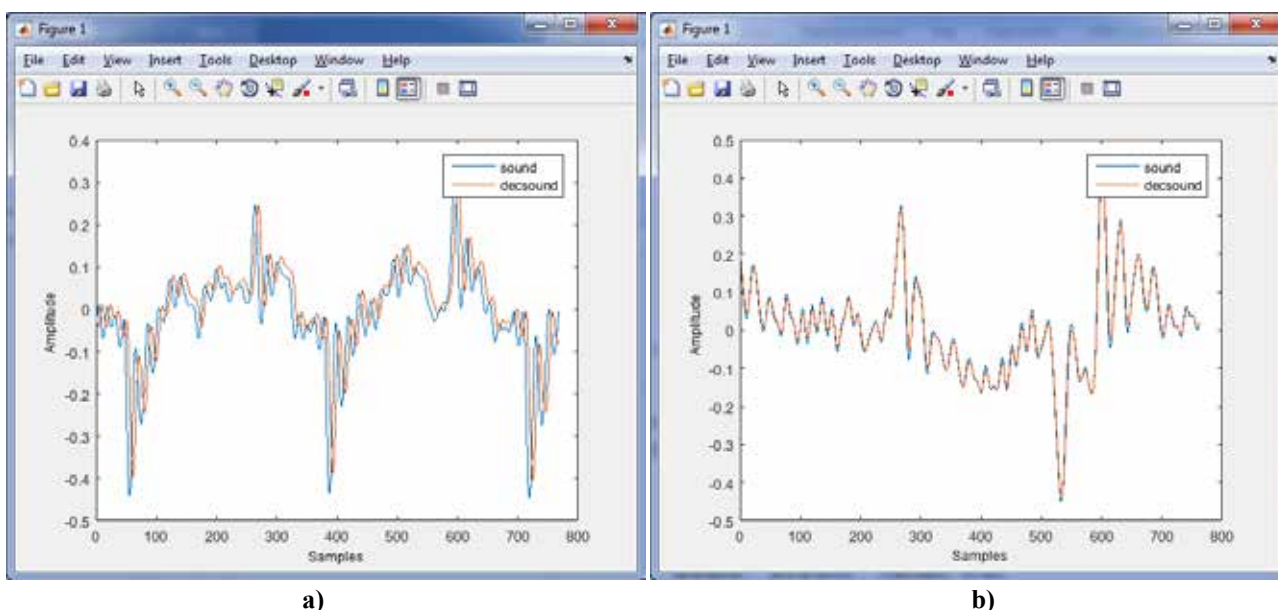 Figure 1
File Edit View Insert Tools Desktop Window Help
0.4
0.3
0.2
0.1
0
-0.1
-0.2
-0.3
-0.4
-0.5
Amplitude
sound
decsound
0 100 200 300 400 500 600 700 800
Samples
a)
Figure 1
File Edit View Insert Tools Desktop Window Help
0.5
0.4
0.3
0.2
0.1
0
-0.1
-0.2
-0.3
-0.4
-0.5
Amplitude
sound
decsound
0 100 200 300 400 500 600 700 800
Samples
b)